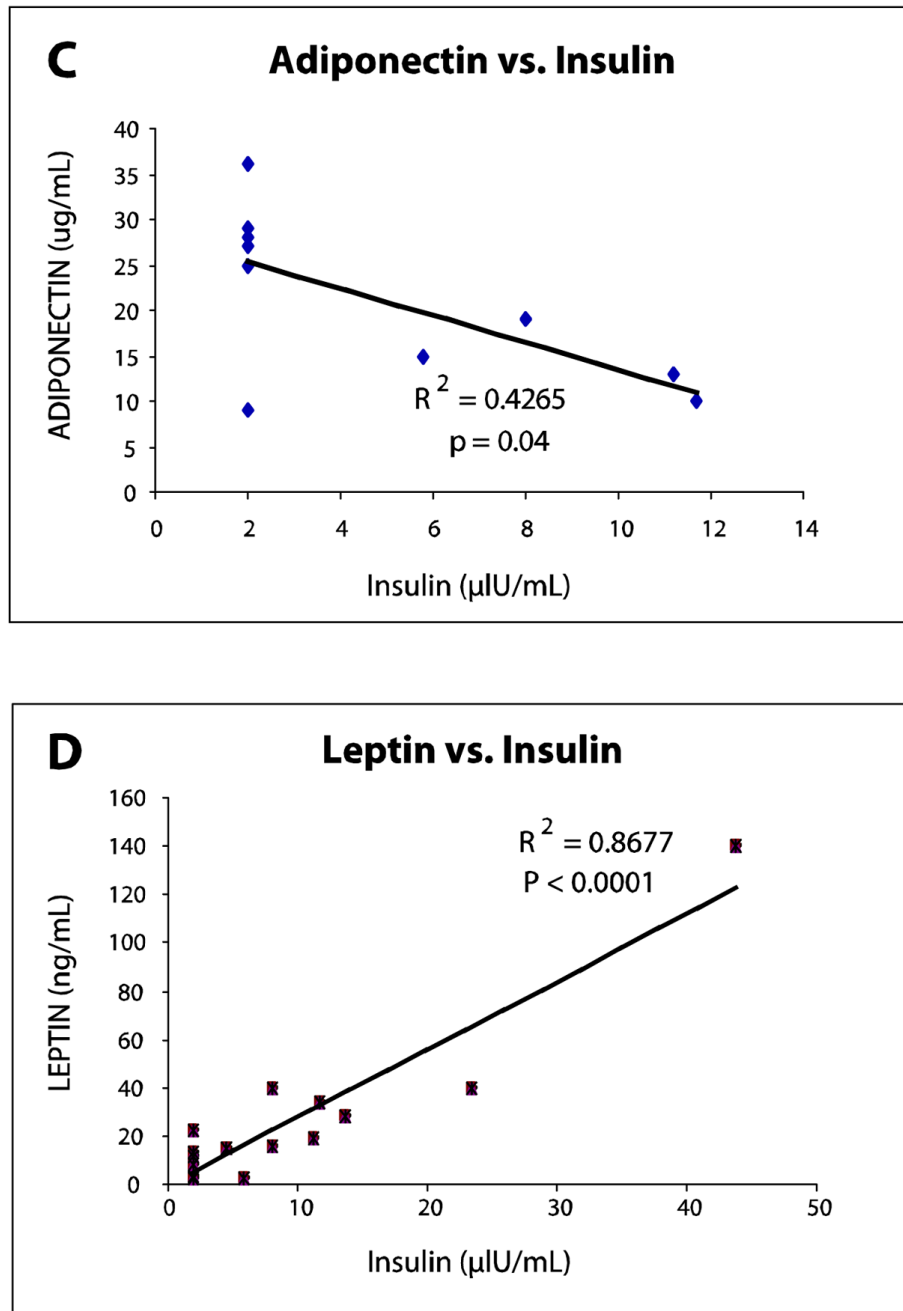 C Adiponectin vs. Insulin
ADIPONECTIN (ug/mL)
40
35
30
25
20
15
10
5
0
R² = 0.4265
p = 0.04
0 2 4 6 8 10 12 14
Insulin (µIU/mL)
D Leptin vs. Insulin
LEPTIN (ng/mL)
160
140
120
100
80
60
40
20
0
R² = 0.8677
P < 0.0001
0 10 20 30 40 50
Insulin (µIU/mL)